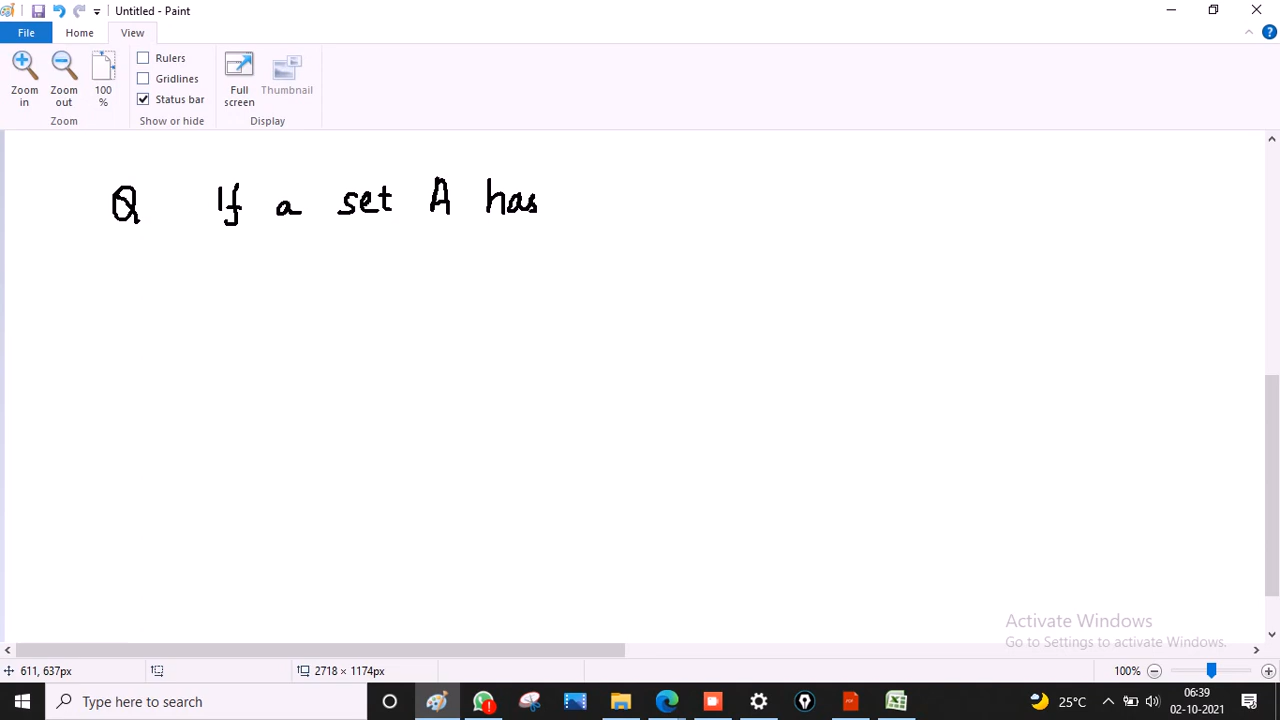 Untitled - Paint
File Home View
Zoom in
Zoom out
100 %
Rulers
Gridlines
Status bar
Full screen
Thumbnail
Zoom Show or hide Display
Q If a set A has
Activate Windows
Go to Settings to activate Windows.
611, 637px 2718 × 1174px 100%
Type here to search 25°C 06:39
02-10-2021